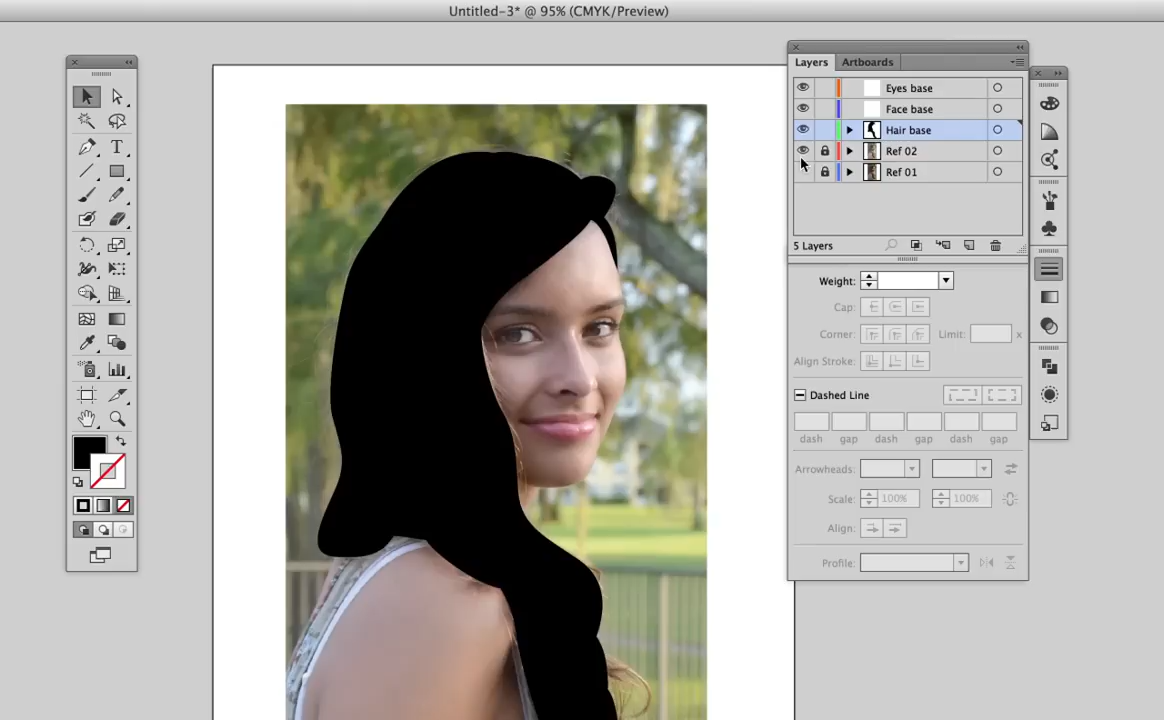 Untitled-3* @ 95% (CMYK/Preview)
Layers Artboards
Eyes base
Face base
Hair base
Ref 02
Ref 01
5 Layers
Weight:
Cap:
Corner: Limit: x
Align Stroke:
Dashed Line
dash gap dash gap dash gap
Arrowheads:
Scale: 100% 100%
Align:
Profile: